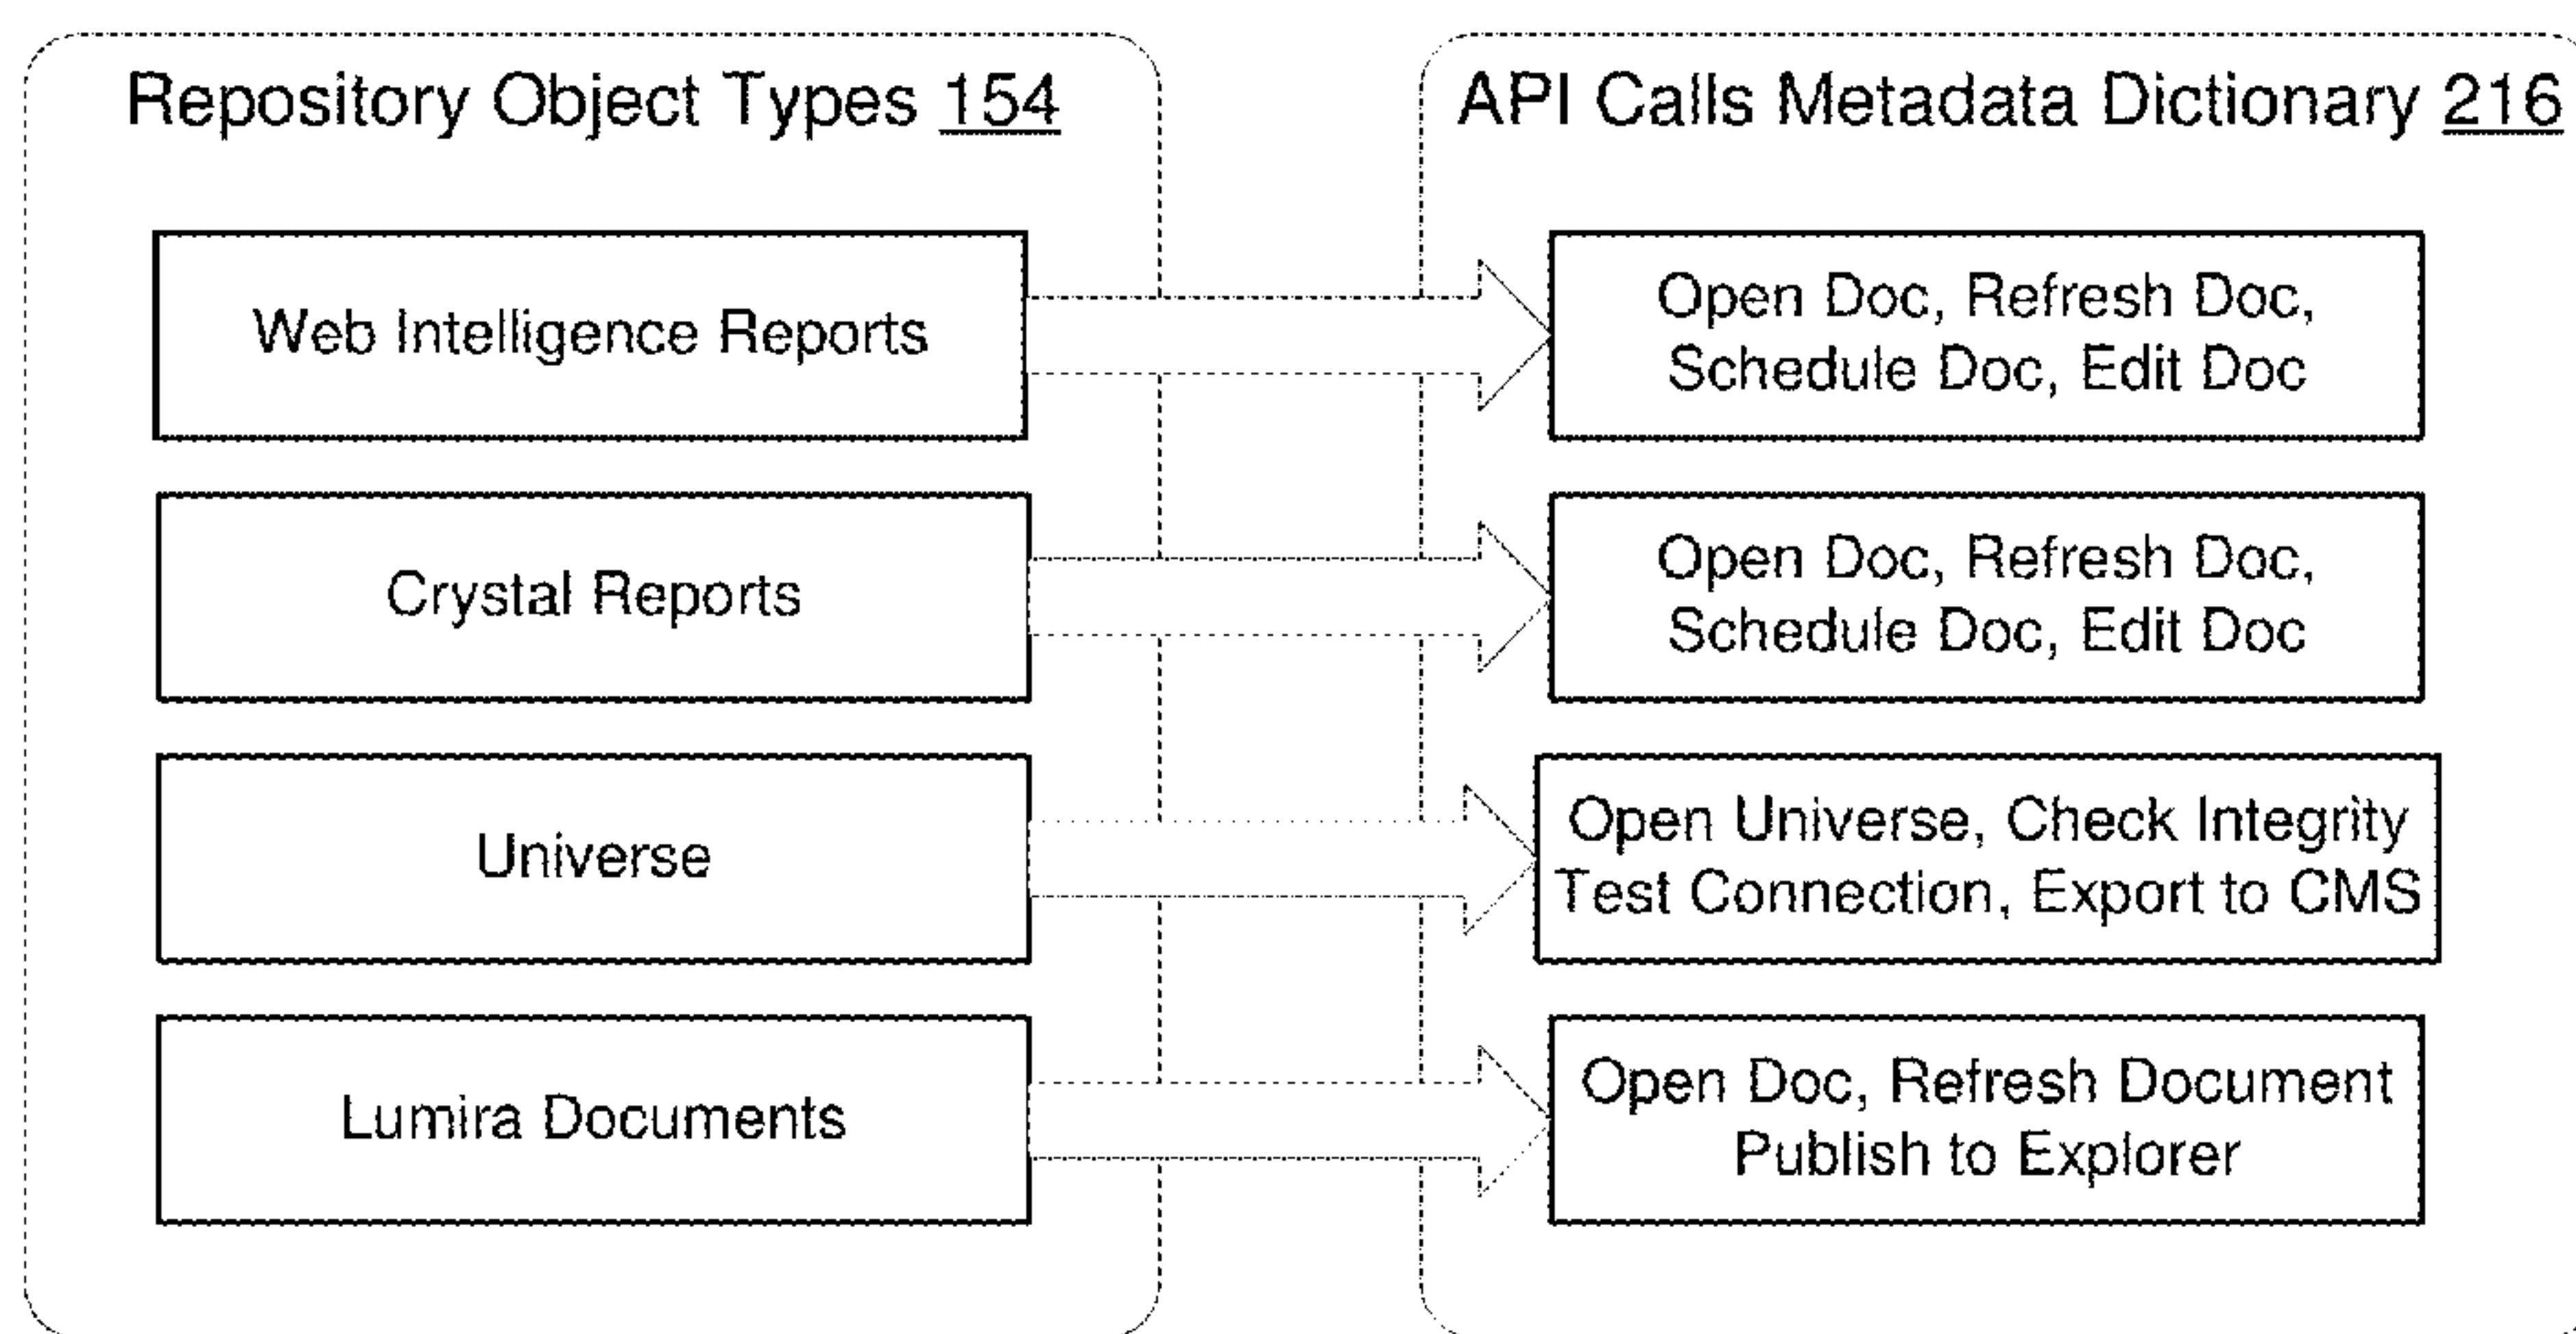 Repository Object Types 154
API Calls Metadata Dictionary 216
Web Intelligence Reports
Open Doc, Refresh Doc,
Schedule Doc, Edit Doc
Crystal Reports
Open Doc, Refresh Doc,
Schedule Doc, Edit Doc
Universe
Open Universe, Check Integrity
Test Connection, Export to CMS
Lumira Documents
Open Doc, Refresh Document
Publish to Explorer